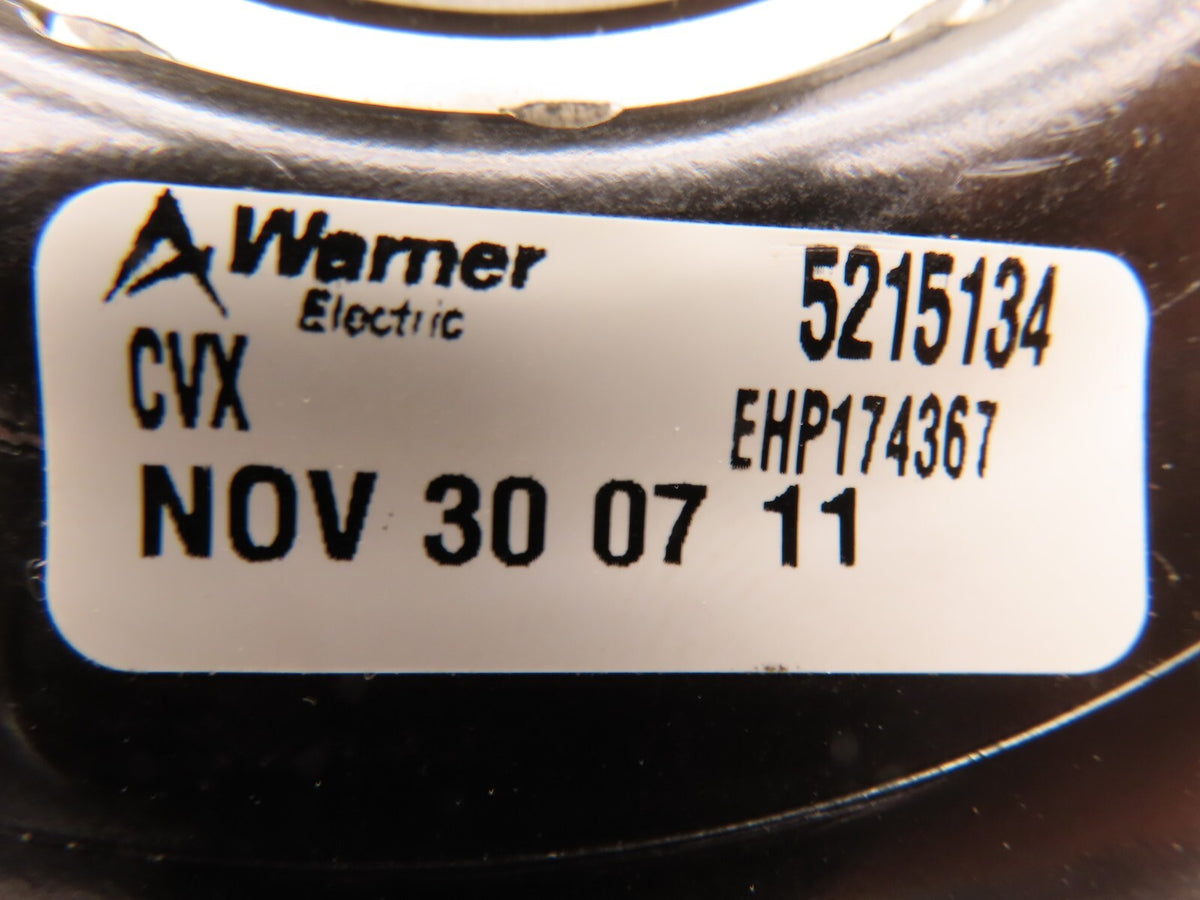 Warner
Electric
5215134
CVX
EHP174367
NOV 30 07 11